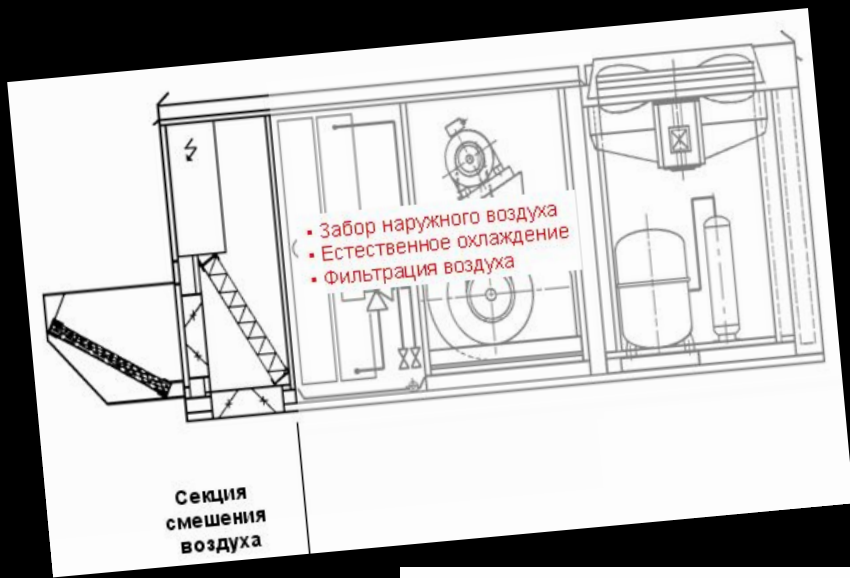 ▪ Забор наружного воздуха
▪ Естественное охлаждение
▪ Фильтрация воздуха
Секция
смешения
воздуха